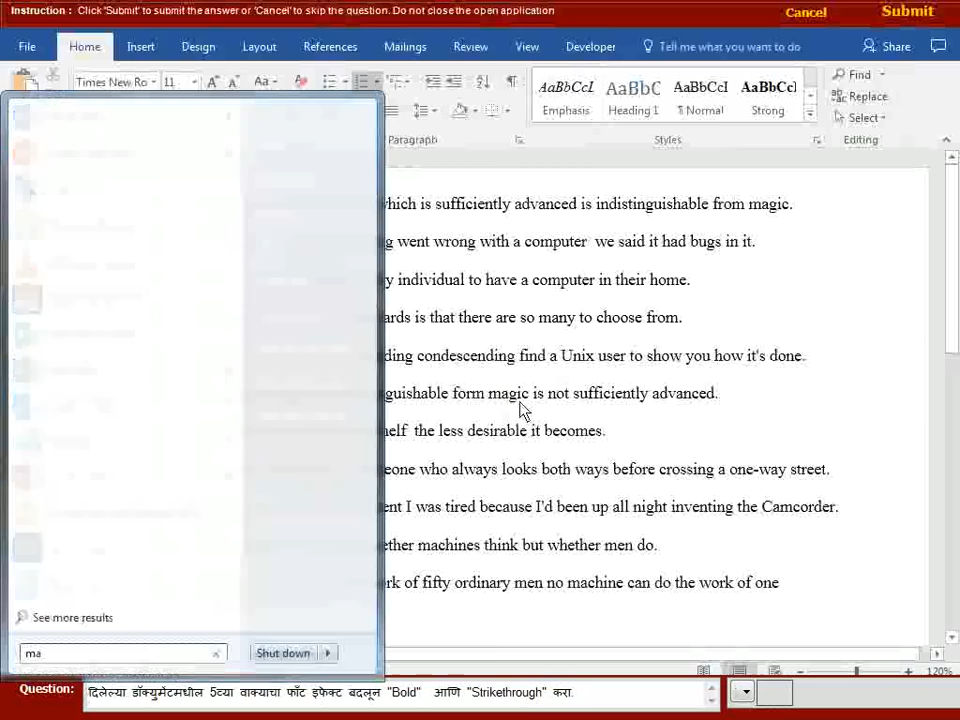 Instruction : Click 'Submit' to submit the answer or 'Cancel' to skip the question. Do not close the open application
Cancel Submit
File Home Insert Design Layout References Mailings Review View Developer Tell me what you want to do Share
Times New Ro 11 A A Aa
AaBbCcI AaBbC AaBbCcI AaBbCcl
Emphasis Heading 1 ¶ Normal Strong
Find
Replace
Select
Paragraph Styles Editing
which is sufficiently advanced is indistinguishable from magic.
g went wrong with a computer we said it had bugs in it.
y individual to have a computer in their home.
ards is that there are so many to choose from.
ding condescending find a Unix user to show you how it's done.
guishable form magic is not sufficiently advanced.
helf the less desirable it becomes.
eone who always looks both ways before crossing a one-way street.
ent I was tired because I'd been up all night inventing the Camcorder.
ether machines think but whether men do.
rk of fifty ordinary men no machine can do the work of one
See more results
ma
Shut down
120%
Question: दिलेल्या डॉक्युमेंटमधील 5व्या वाक्याचा फॉंट इफेक्ट बदलून "Bold" आणि "Strikethrough" करा.